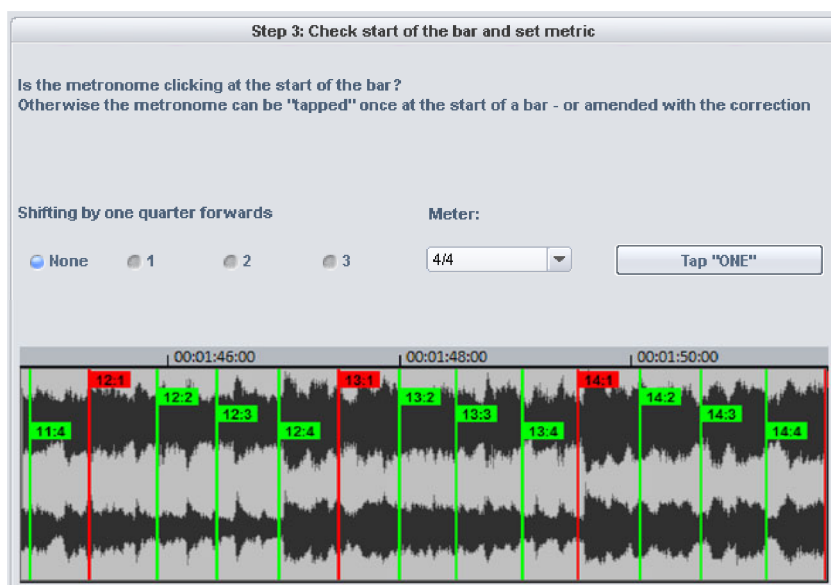 Step 3: Check start of the bar and set metric
Is the metronome clicking at the start of the bar?
Otherwise the metronome can be "tapped" once at the start of a bar - or amended with the correction
Shifting by one quarter forwards
Meter:
None
1
2
3
4/4
Tap "ONE"
00:01:46:00
00:01:48:00
00:01:50:00
11:4
12:1
12:2
12:3
12:4
13:1
13:2
13:3
13:4
14:1
14:2
14:3
14:4